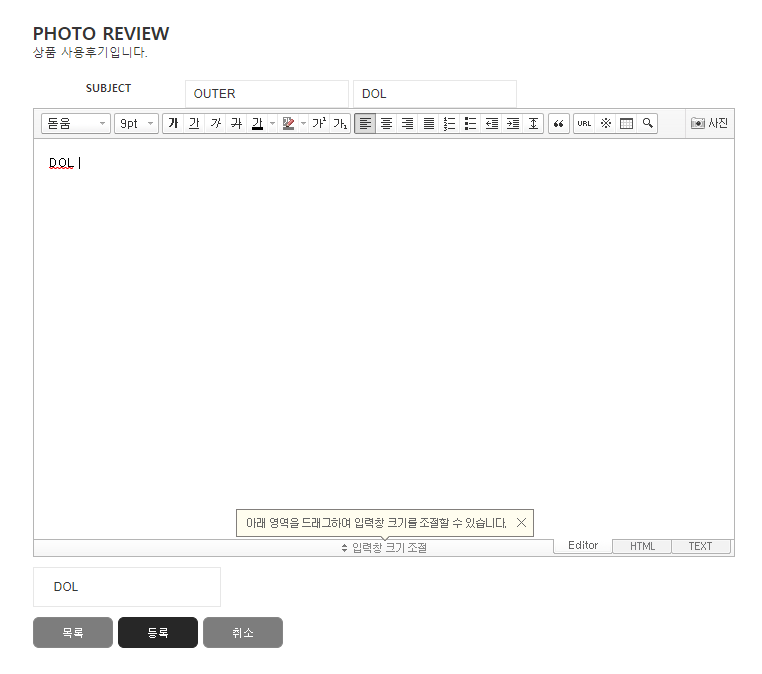 PHOTO REVIEW
상품 사용후기입니다.
SUBJECT OUTER DOL
돋움 9pt 가 가 가 가 가 가 가¹ 가₁ URL ※ 사진
DOL
아래 영역을 드래그하여 입력창 크기를 조절할 수 있습니다.
입력창 크기 조절 Editor HTML TEXT
DOL
목록 등록 취소